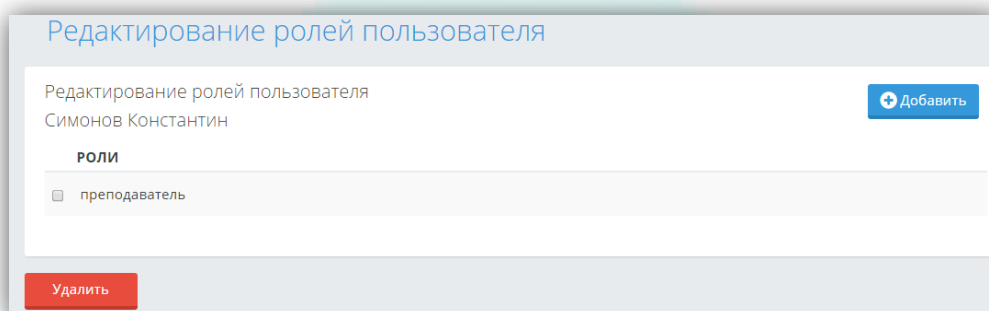 Редактирование ролей пользователя
Редактирование ролей пользователя
Добавить
Симонов Константин
РОЛИ
преподаватель
Удалить